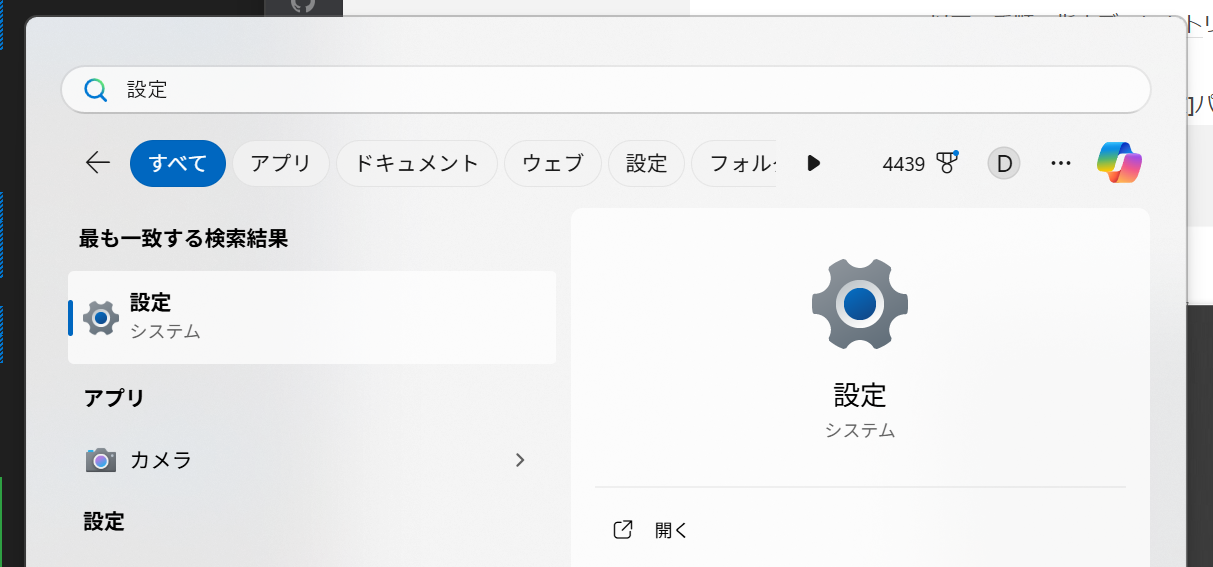 設定
すべて
アプリ
ドキュメント
ウェブ
設定
フォル
4439
D
最も一致する検索結果
設定
システム
アプリ
カメラ
設定
設定
システム
開く